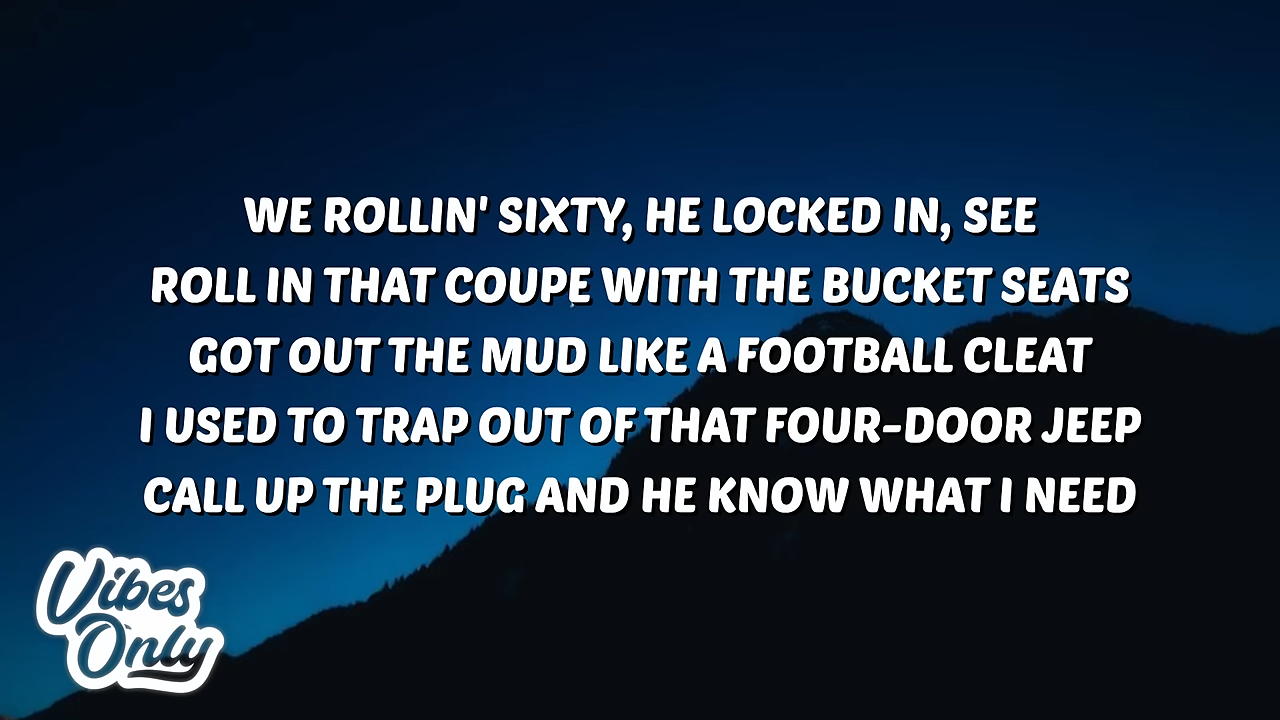 WE ROLLIN' SIXTY, HE LOCKED IN, SEE
ROLL IN THAT COUPE WITH THE BUCKET SEATS
GOT OUT THE MUD LIKE A FOOTBALL CLEAT
I USED TO TRAP OUT OF THAT FOUR-DOOR JEEP
CALL UP THE PLUG AND HE KNOW WHAT I NEED
Vibes
Only